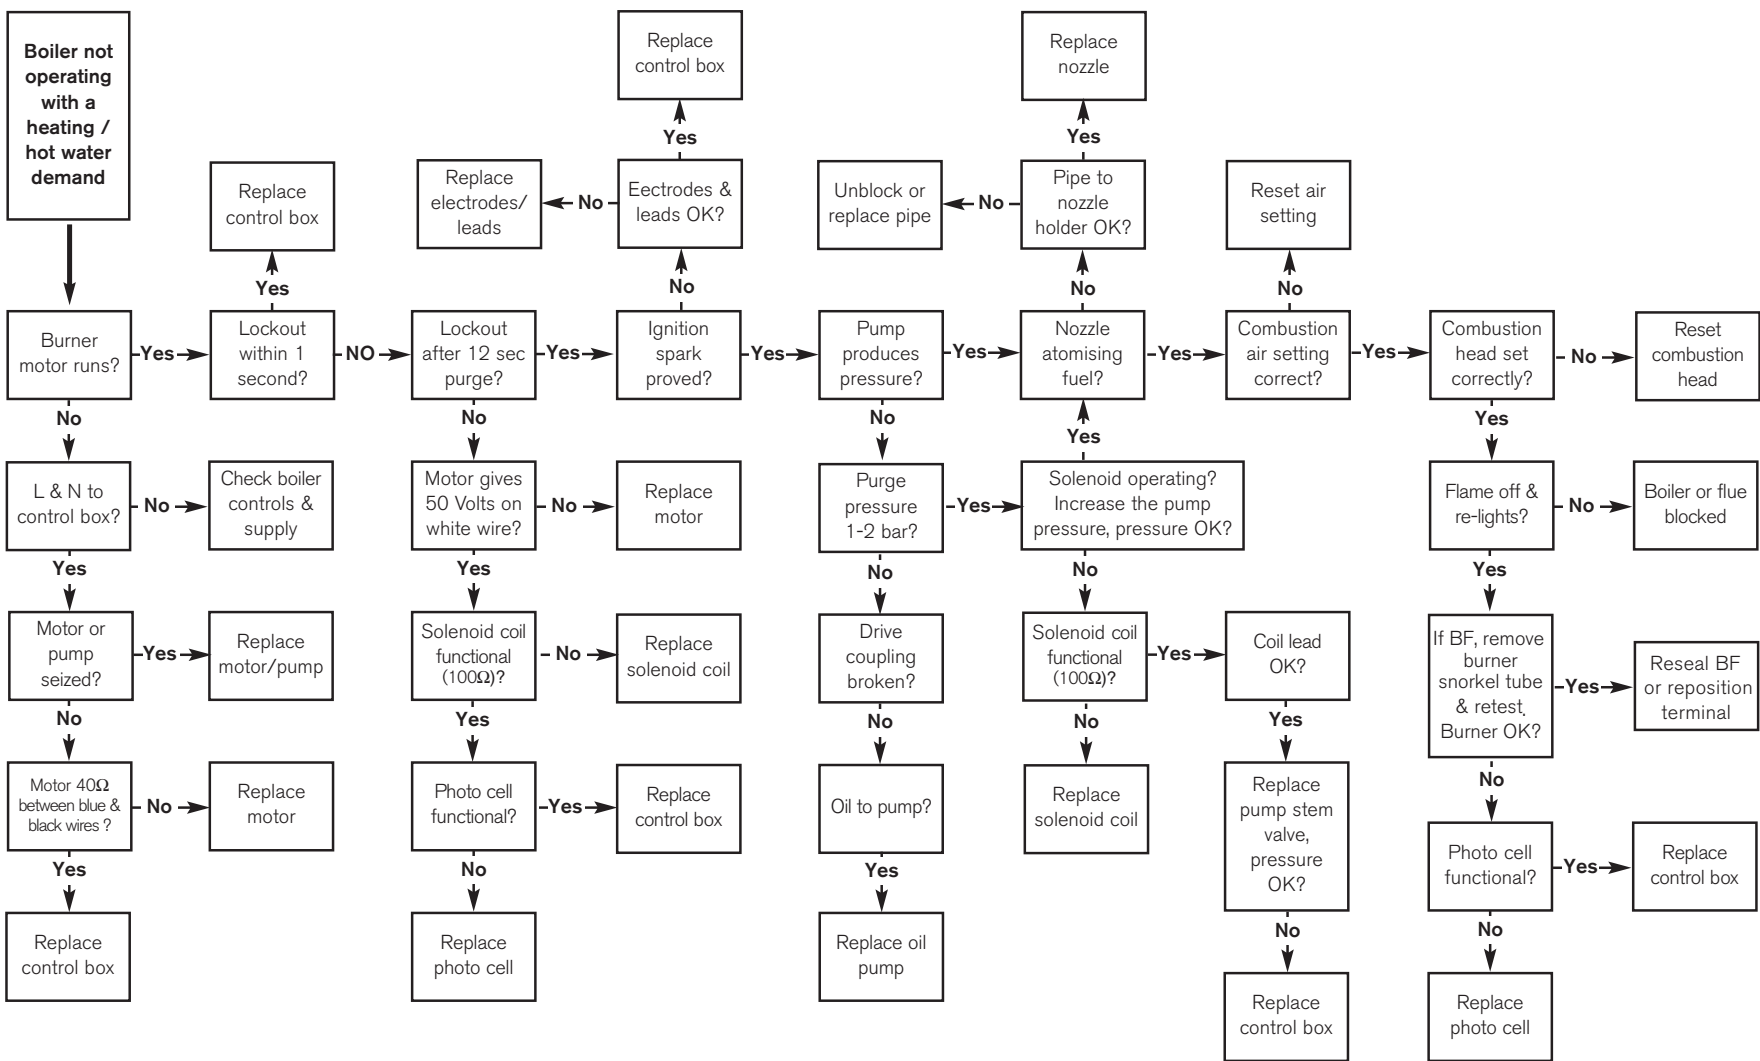 Boiler not
operating
with a
heating /
hot water
demand
Replace
control box
Replace
nozzle
Yes
Yes
Replace
control box
Replace
electrodes/
leads
No
Eectrodes &
leads OK?
Unblock or
replace pipe
No
Pipe to
nozzle
holder OK?
Reset air
setting
Yes
No
No
No
Burner
motor runs?
Yes
Lockout
within 1
second?
NO
Lockout
after 12 sec
purge?
Yes
Ignition
spark
proved?
Yes
Pump
produces
pressure?
Yes
Nozzle
atomising
fuel?
Yes
Combustion
air setting
correct?
Yes
Combustion
head set
correctly?
No
Reset
combustion
head
No
No
No
Yes
Yes
L & N to
control box?
No
Check boiler
controls &
supply
Motor gives
50 Volts on
white wire?
No
Replace
motor
Purge
pressure
1-2 bar?
Yes
Solenoid operating?
Increase the pump
pressure, pressure OK?
Flame off &
re-lights?
No
Boiler or flue
blocked
Yes
Yes
No
No
Yes
Motor or
pump
seized?
Yes
Replace
motor/pump
Solenoid coil
functional
(100Ω)?
No
Replace
solenoid coil
Drive
coupling
broken?
Solenoid coil
functional
(100Ω)?
Yes
Coil lead
OK?
If BF, remove
burner
snorkel tube
& retest.
Burner OK?
Yes
Reseal BF
or reposition
terminal
No
Yes
No
No
Yes
No
Motor 40Ω
between blue &
black wires ?
No
Replace
motor
Photo cell
functional?
Yes
Replace
control box
Oil to pump?
Replace
solenoid coil
Replace
pump stem
valve,
pressure
OK?
Photo cell
functional?
Yes
Replace
control box
Yes
No
Yes
No
No
Replace
control box
Replace
photo cell
Replace oil
pump
Replace
control box
Replace
photo cell